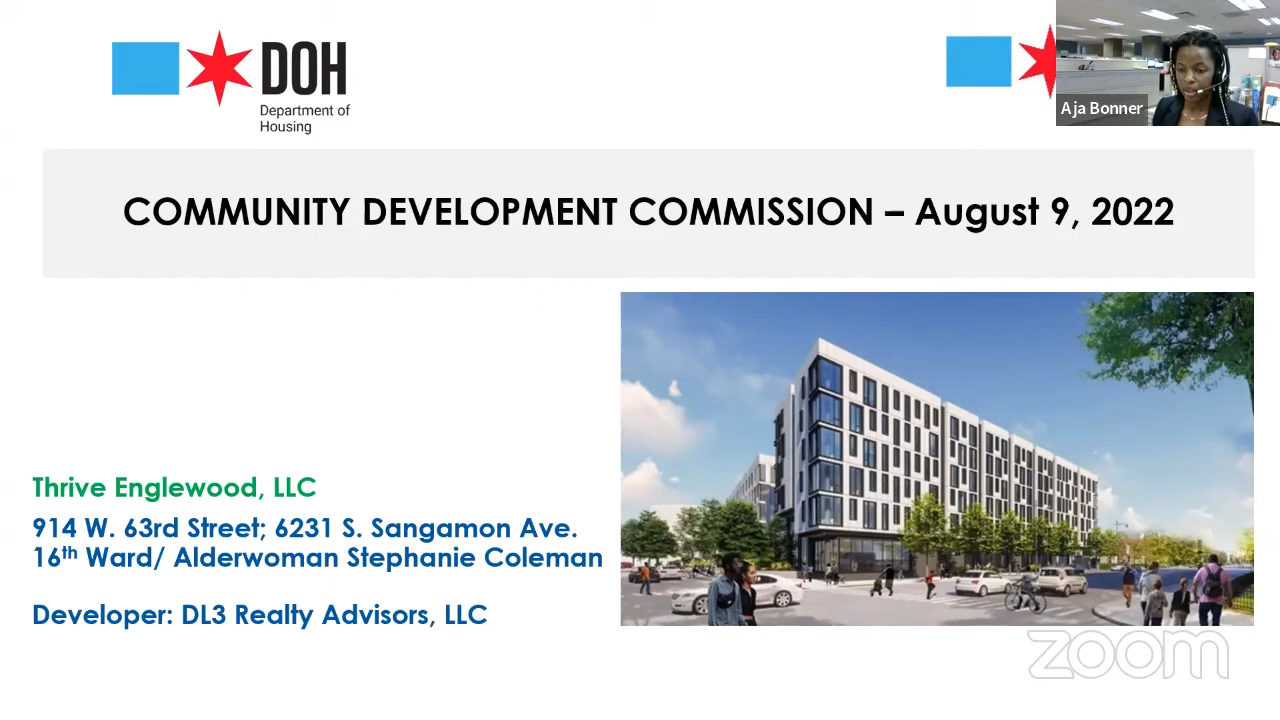 DOH
Department of
Housing
Aja Bonner
COMMUNITY DEVELOPMENT COMMISSION – August 9, 2022
Thrive Englewood, LLC
914 W. 63rd Street; 6231 S. Sangamon Ave.
16th Ward/ Alderwoman Stephanie Coleman
Developer: DL3 Realty Advisors, LLC
zoom